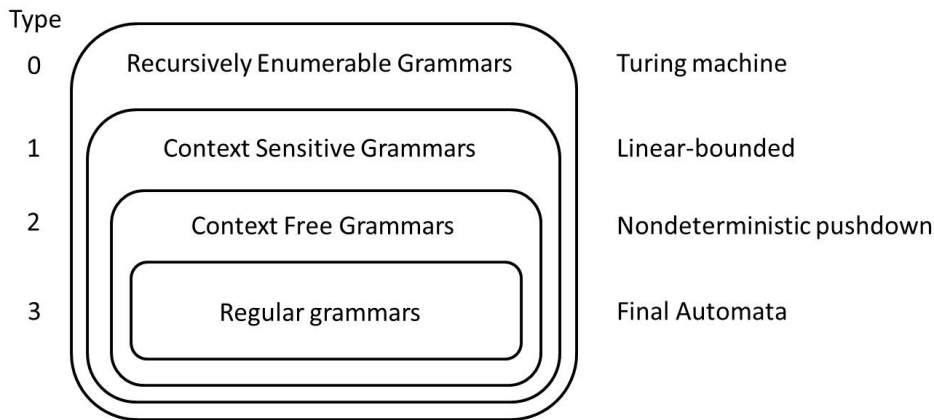 Type
0 Recursively Enumerable Grammars Turing machine
1 Context Sensitive Grammars Linear-bounded
2 Context Free Grammars Nondeterministic pushdown
3 Regular grammars Final Automata